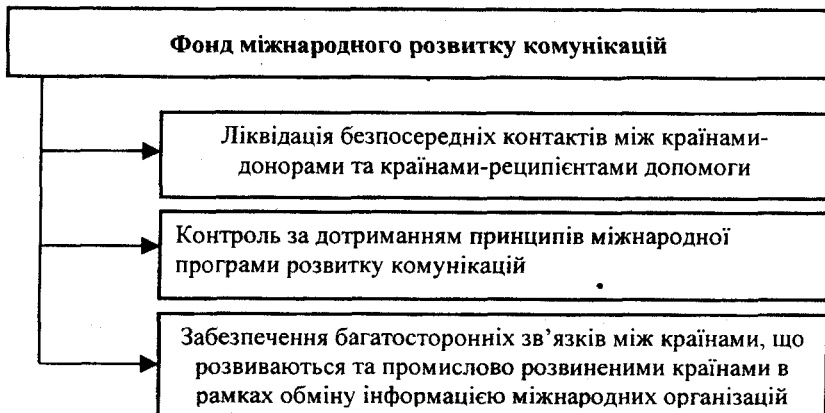 Фонд міжнародного розвитку комунікацій
Ліквідація безпосередніх контактів між країнами-
донорами та країнами-реципієнтами допомоги
Контроль за дотриманням принципів міжнародної
програми розвитку комунікацій
Забезпечення багатосторонніх зв’язків між країнами, що
розвиваються та промислово розвиненими країнами в
рамках обміну інформацією міжнародних організацій